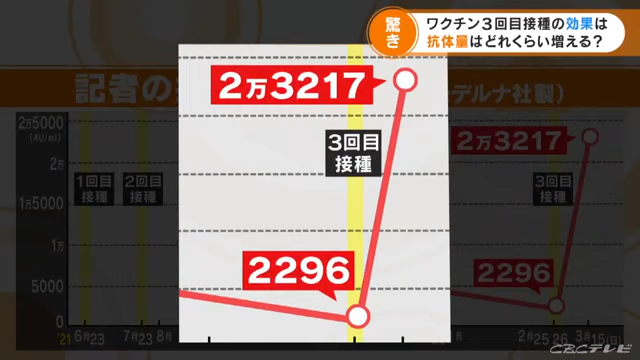 驚き
ワクチン3回目接種の効果は
抗体量はどれくらい増える?
記者の
デルナ社製)
2万3217
3回目
接種
2296
2万5000
(AU/ml)
2万
1万5000
1万
5000
0
1回目
接種
2回目
接種
2万3217
3回目
接種
2296
'21
6月23
7月23
8月
2月
25
26
3月
15(日)
CBCテレビ